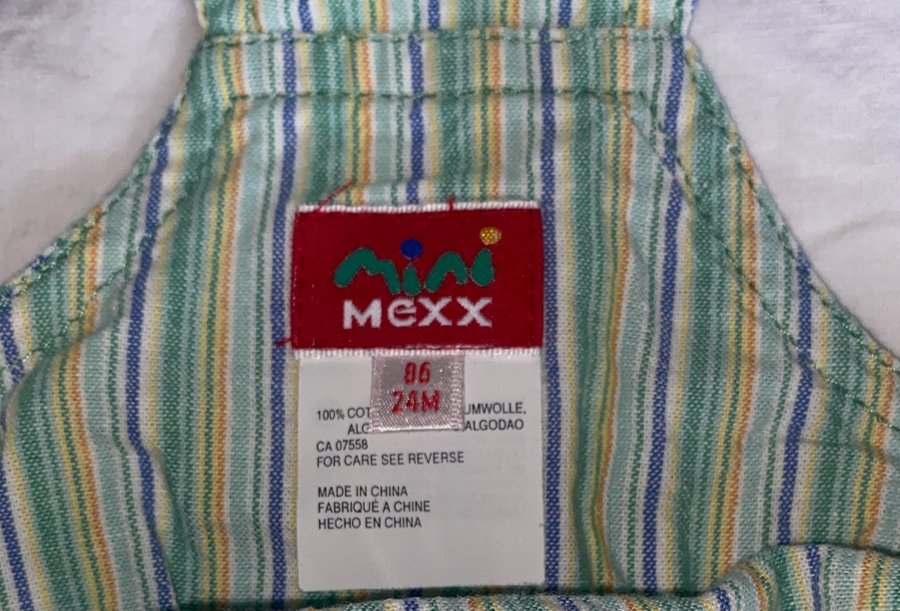 mini
MEXX
86
24M
100% COT UMWOLLE,
ALG ALGODAO
CA 07558
FOR CARE SEE REVERSE
MADE IN CHINA
FABRIQUÉ A CHINE
HECHO EN CHINA